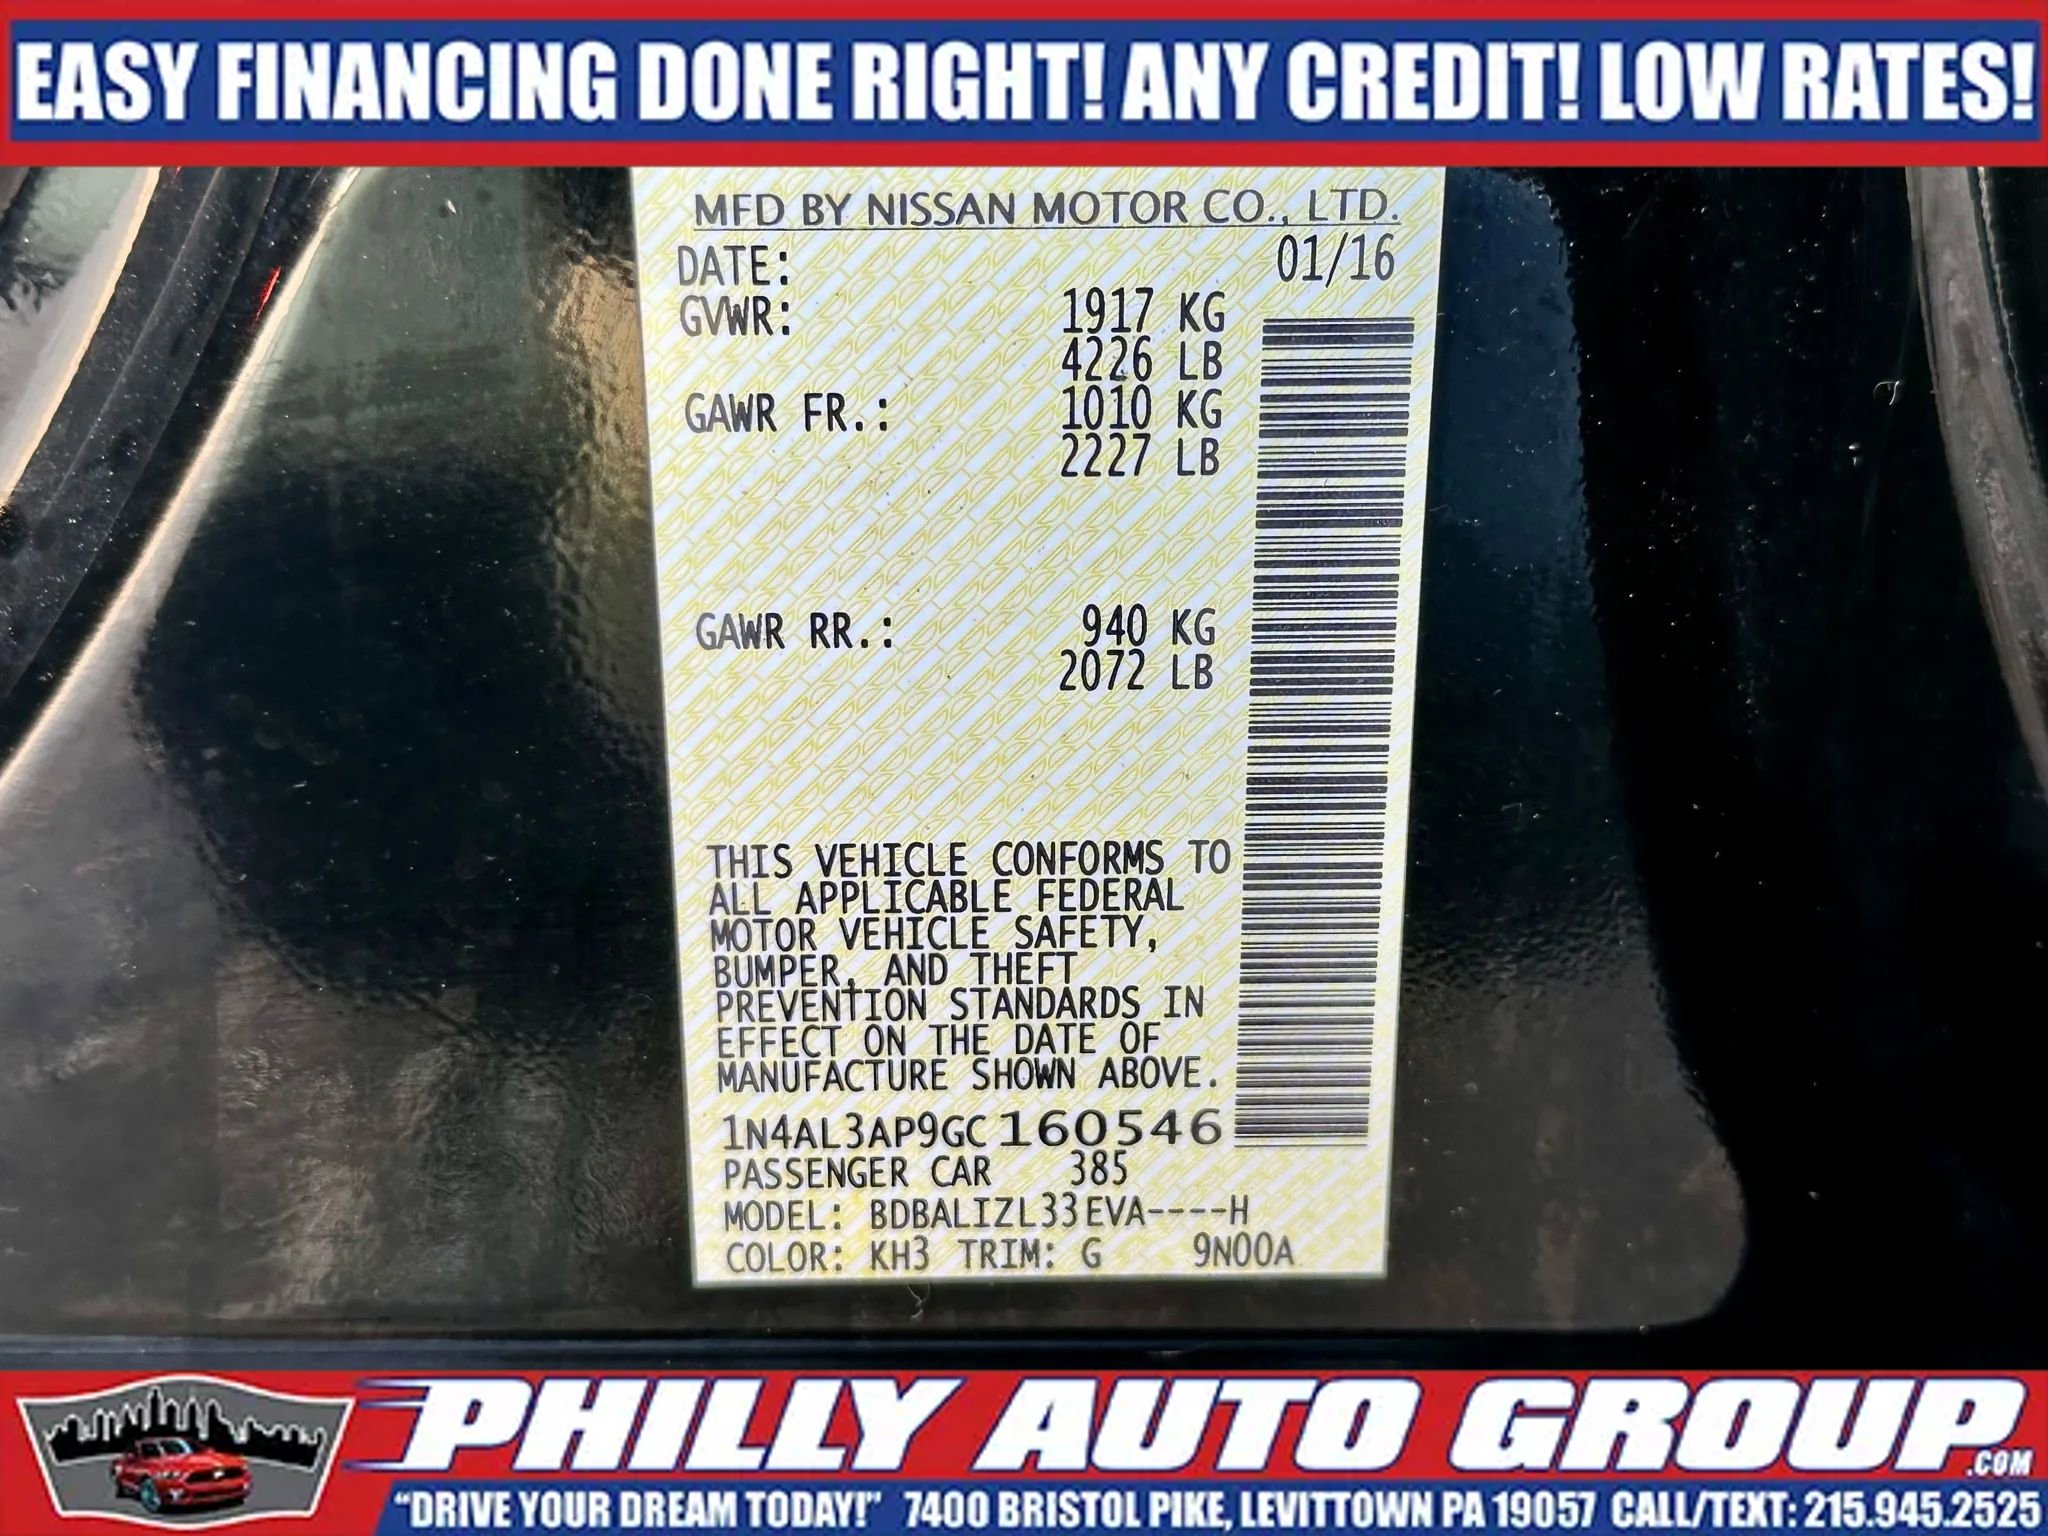 EASY FINANCING DONE RIGHT! ANY CREDIT! LOW RATES!
MFD BY NISSAN MOTOR CO., LTD.
DATE: 01/16
GVWR: 1917 KG
4226 LB
GAWR FR.: 1010 KG
2227 LB
GAWR RR.: 940 KG
2072 LB
THIS VEHICLE CONFORMS TO
ALL APPLICABLE FEDERAL
MOTOR VEHICLE SAFETY,
BUMPER, AND THEFT
PREVENTION STANDARDS IN
EFFECT ON THE DATE OF
MANUFACTURE SHOWN ABOVE.
1N4AL3AP9GC160546
PASSENGER CAR 385
MODEL: BDBALIZL33EVA----H
COLOR: KH3 TRIM: G 9N00A
PHILLY AUTO GROUP.COM
"DRIVE YOUR DREAM TODAY!" 7400 BRISTOL PIKE, LEVITTOWN PA 19057 CALL/TEXT: 215.945.2525